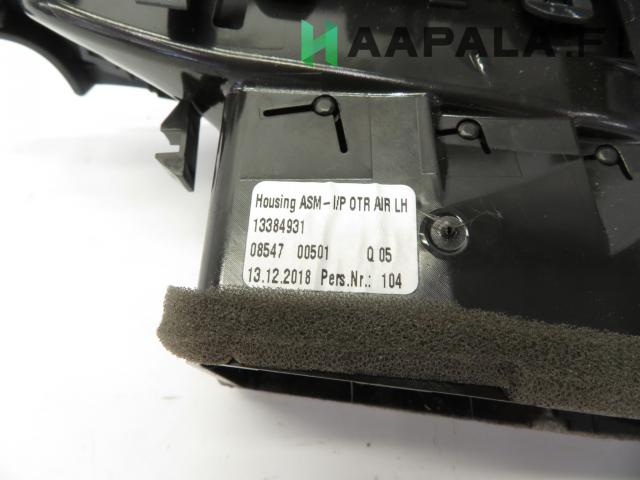 HAAPALA.FI
Housing ASM - I/P OTR AIR LH
13384931
08547 00501 Q 05
13.12.2018 Pers.Nr.: 104